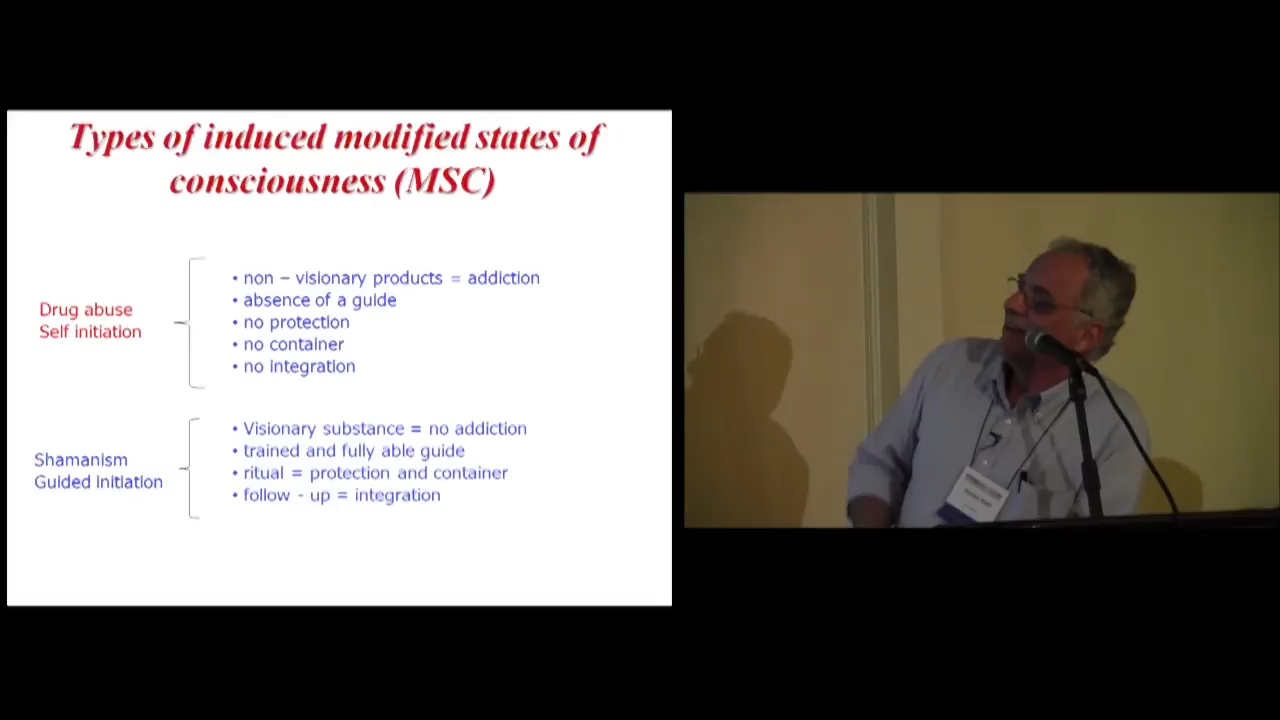 Types of induced modified states of
consciousness (MSC)
Drug abuse
Self initiation
• non – visionary products = addiction
• absence of a guide
• no protection
• no container
• no integration
Shamanism
Guided initiation
• Visionary substance = no addiction
• trained and fully able guide
• ritual = protection and container
• follow - up = integration